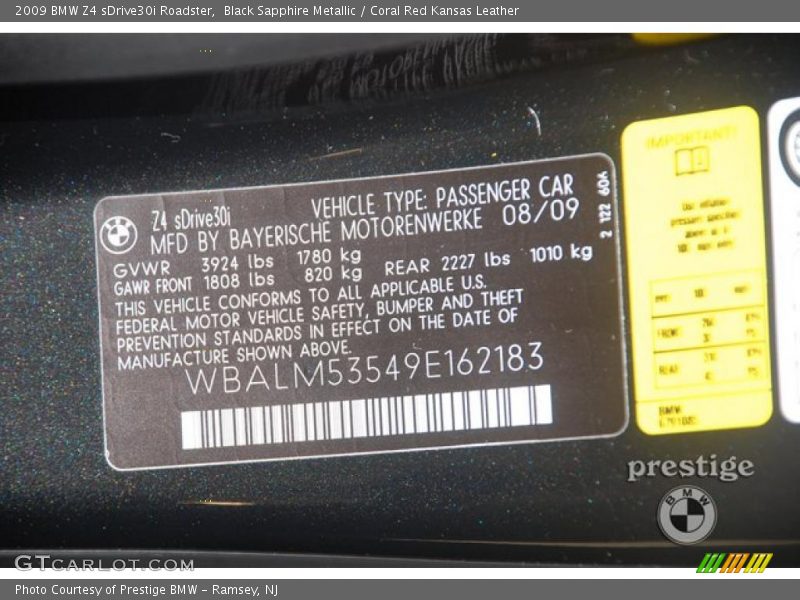 2009 BMW Z4 sDrive30i Roadster,  Black Sapphire Metallic / Coral Red Kansas Leather
Z4 sDrive30i VEHICLE TYPE: PASSENGER CAR
MFD BY BAYERISCHE MOTORENWERKE 08/09
GVWR 3924 lbs 1780 kg
GAWR FRONT 1808 lbs 820 kg REAR 2227 lbs 1010 kg
THIS VEHICLE CONFORMS TO ALL APPLICABLE U.S.
FEDERAL MOTOR VEHICLE SAFETY, BUMPER AND THEFT
PREVENTION STANDARDS IN EFFECT ON THE DATE OF
MANUFACTURE SHOWN ABOVE.
WBALM53549E162183
2 122 60A
IMPORTANT!
BMW
prestige
BMW
GTcarlot.com
Photo Courtesy of Prestige BMW - Ramsey, NJ